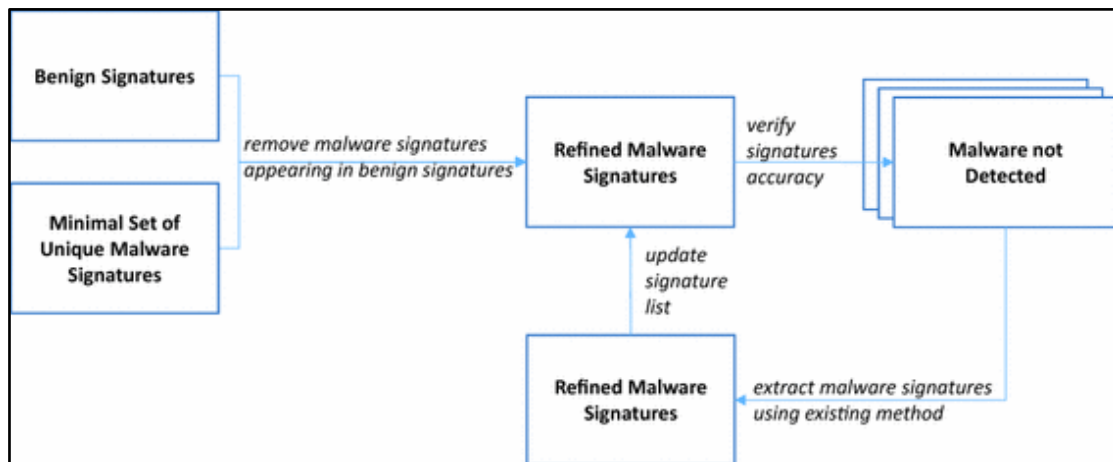 Benign Signatures
Minimal Set of
Unique Malware
Signatures
remove malware signatures
appearing in benign signatures
Refined Malware
Signatures
verify
signatures
accuracy
Malware not
Detected
update
signature
list
Refined Malware
Signatures
extract malware signatures
using existing method